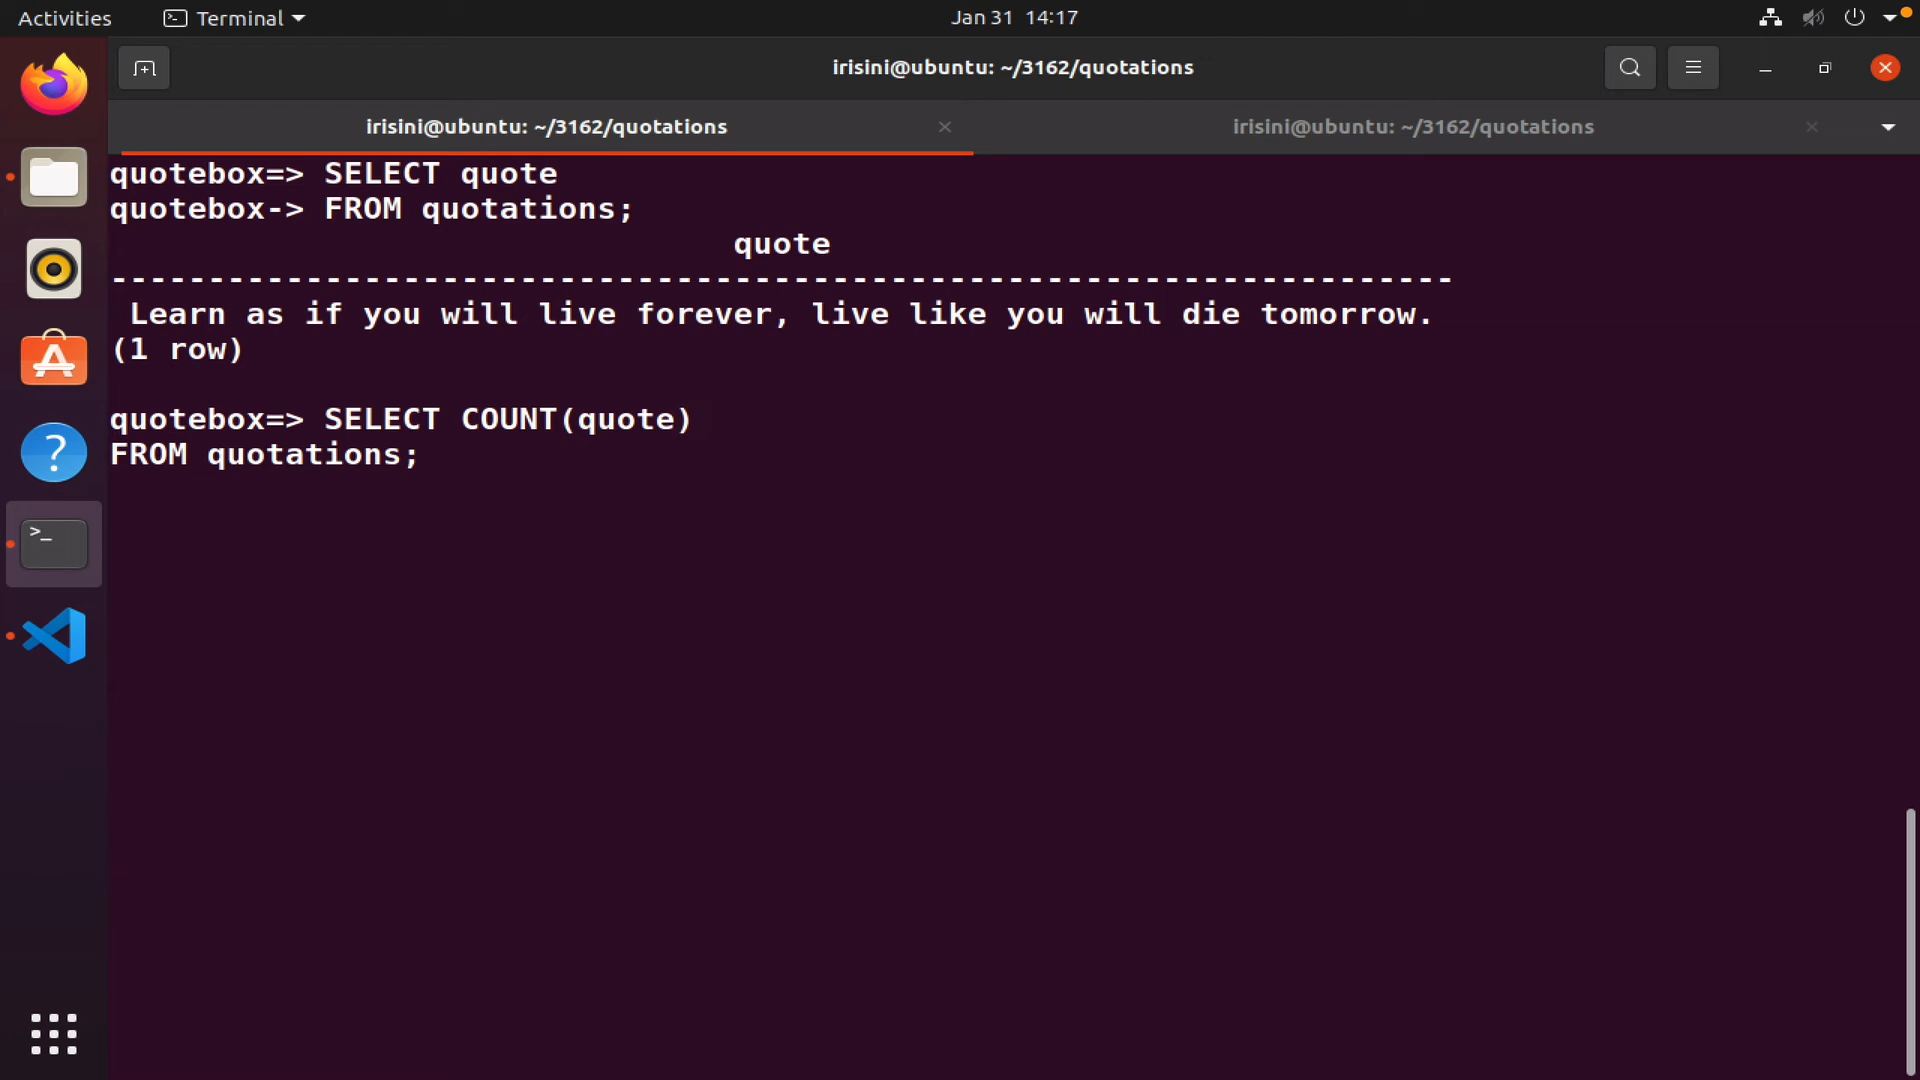 Activities
Terminal
Jan 31 14:17
irisini@ubuntu: ~/3162/quotations
irisini@ubuntu: ~/3162/quotations
irisini@ubuntu: ~/3162/quotations
quotebox=> SELECT quote
quotebox-> FROM quotations;
quote
---------------------------------------------------------------------
Learn as if you will live forever, live like you will die tomorrow.
(1 row)
quotebox=> SELECT COUNT(quote)
FROM quotations;